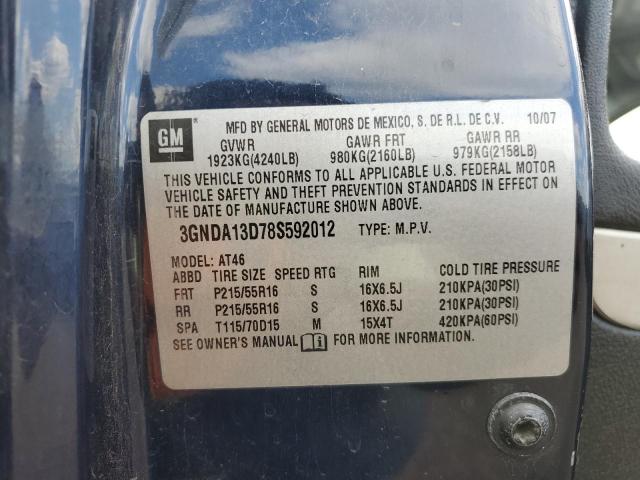 GM MFD BY GENERAL MOTORS DE MEXICO, S. DE R.L. DE C.V. 10/07
GVWR GAWR FRT GAWR RR
1923KG(4240LB) 980KG(2160LB) 979KG(2158LB)
THIS VEHICLE CONFORMS TO ALL APPLICABLE U.S. FEDERAL MOTOR
VEHICLE SAFETY AND THEFT PREVENTION STANDARDS IN EFFECT ON
THE DATE OF MANUFACTURE SHOWN ABOVE.
3GNDA13D78S592012 TYPE: M.P.V.
MODEL: AT46
ABBD TIRE SIZE SPEED RTG RIM COLD TIRE PRESSURE
FRT P215/55R16 S 16X6.5J 210KPA(30PSI)
RR P215/55R16 S 16X6.5J 210KPA(30PSI)
SPA T115/70D15 M 15X4T 420KPA(60PSI)
SEE OWNER'S MANUAL FOR MORE INFORMATION.